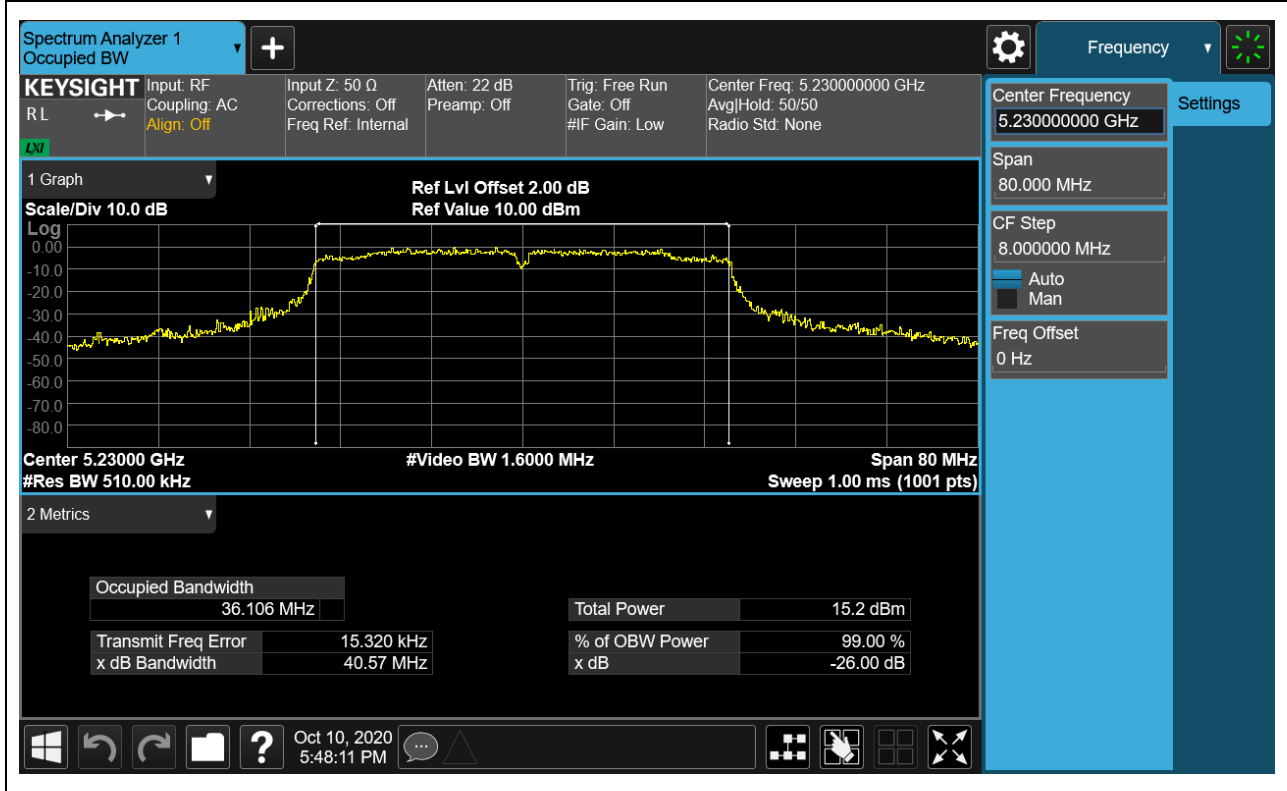 Spectrum Analyzer 1
Occupied BW
Frequency
KEYSIGHT
R L
LXI
Input: RF
Coupling: AC
Align: Off
Input Z: 50 Ω
Corrections: Off
Freq Ref: Internal
Atten: 22 dB
Preamp: Off
Trig: Free Run
Gate: Off
#IF Gain: Low
Center Freq: 5.230000000 GHz
Avg|Hold: 50/50
Radio Std: None
1 Graph
Scale/Div 10.0 dB
Ref Lvl Offset 2.00 dB
Ref Value 10.00 dBm
Log
0.00
-10.0
-20.0
-30.0
-40.0
-50.0
-60.0
-70.0
-80.0
Center 5.23000 GHz
#Video BW 1.6000 MHz
Span 80 MHz
#Res BW 510.00 kHz
Sweep 1.00 ms (1001 pts)
2 Metrics
Occupied Bandwidth
36.106 MHz
Total Power 15.2 dBm
Transmit Freq Error 15.320 kHz
% of OBW Power 99.00 %
x dB Bandwidth 40.57 MHz
x dB -26.00 dB
?
Oct 10, 2020
5:48:11 PM
Center Frequency
5.230000000 GHz
Settings
Span
80.000 MHz
CF Step
8.000000 MHz
Auto
Man
Freq Offset
0 Hz